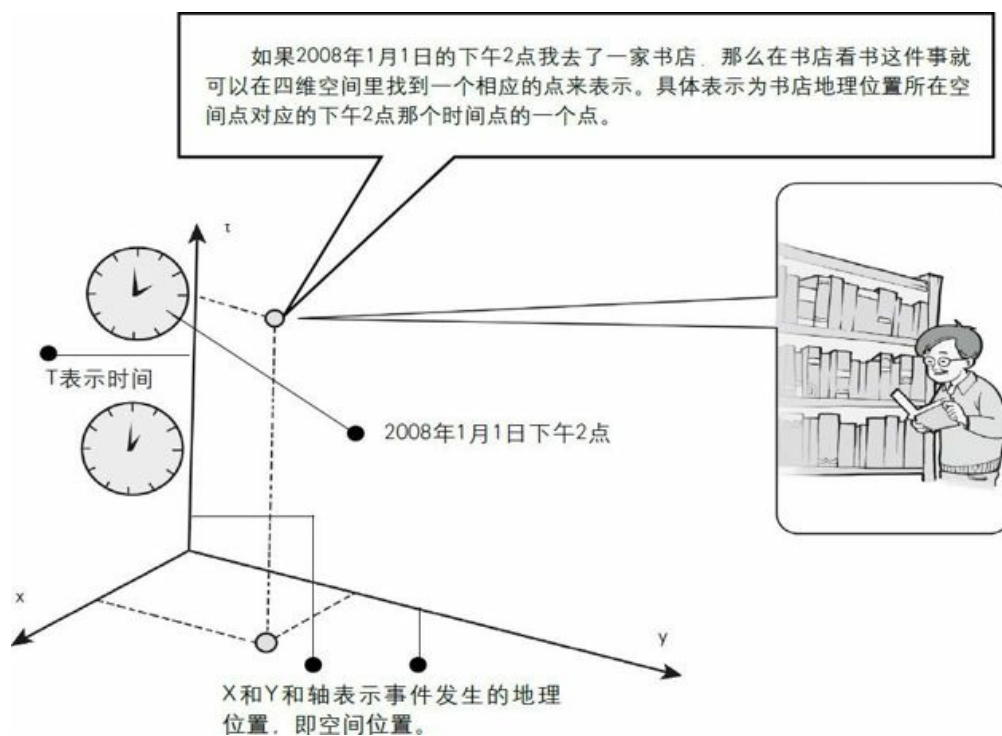 如果2008年1月1日的下午2点我去了一家书店，那么在书店看书这件事就
可以在四维空间里找到一个相应的点来表示。具体表示为书店地理位置所在空
间点对应的下午2点那个时间点的一个点。
τ
T表示时间
2008年1月1日下午2点
x
y
X和Y和轴表示事件发生的地理
位置，即空间位置。